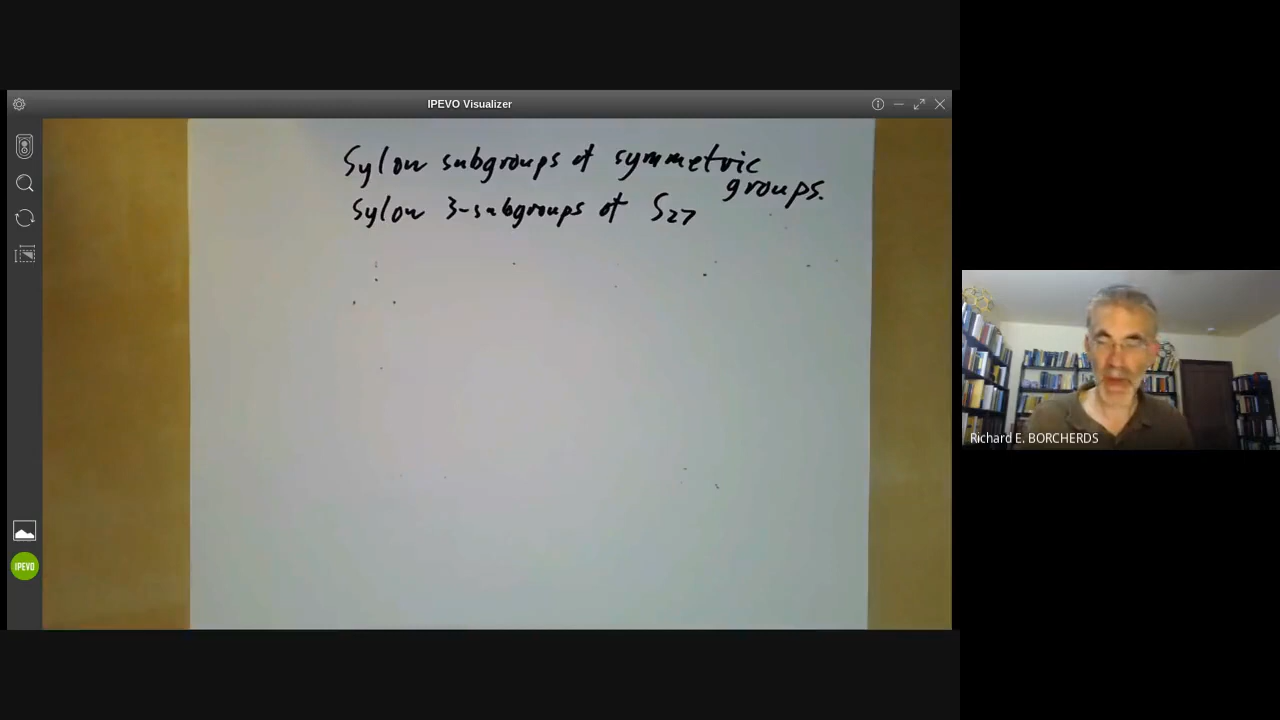 IPEVO Visualizer
Sylow subgroups of symmetric
groups.
Sylow 3-subgroups of S₂₇
Richard E. BORCHERDS
IPEVO